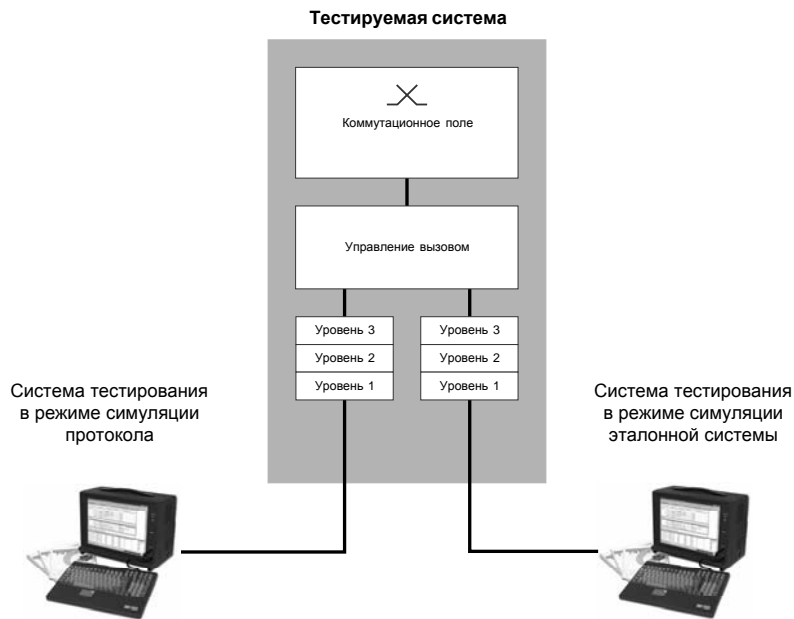 Тестируемая система
Коммутационное поле
Управление вызовом
Уровень 3
Уровень 2
Уровень 1
Уровень 3
Уровень 2
Уровень 1
Система тестирования
в режиме симуляции
протокола
Система тестирования
в режиме симуляции
эталонной системы